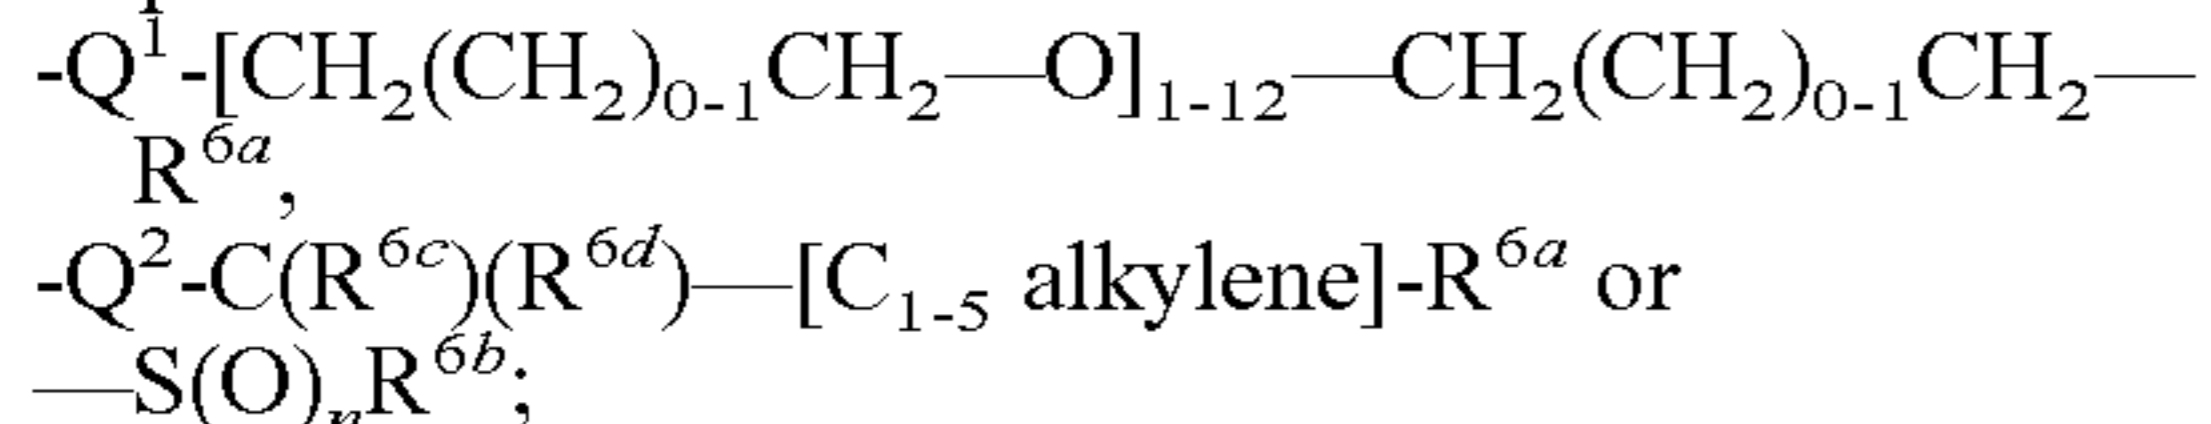 -Q¹-[CH₂(CH₂)₀₋₁CH₂—O]₁₋₁₂—CH₂(CH₂)₀₋₁CH₂—
R⁶ᵃ,
-Q²-C(R⁶ᶜ)(R⁶ᵈ)—[C₁₋₅ alkylene]-R⁶ᵃ or
—S(O)ₙR⁶ᵇ;